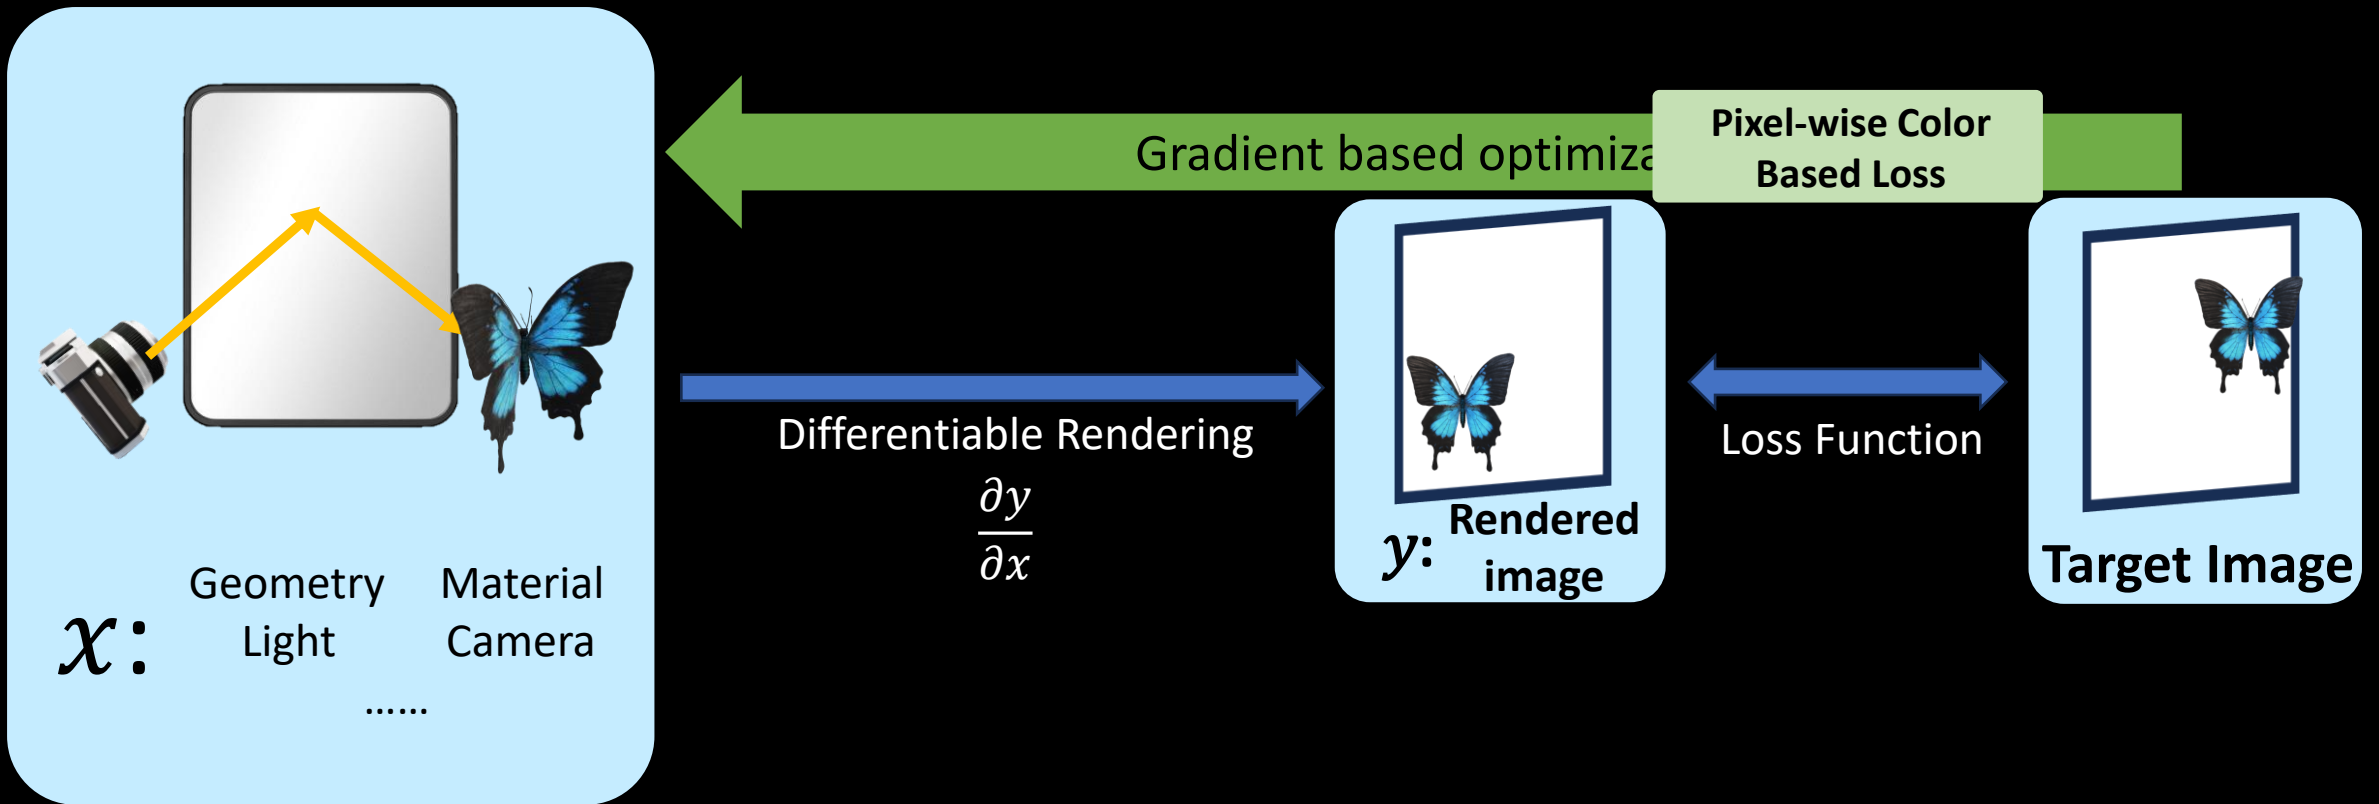 Gradient based optimiza
Pixel-wise Color
Based Loss
Differentiable Rendering
∂y
∂x
Loss Function
y: Rendered
image
Target Image
x:
Geometry Material
Light Camera
......